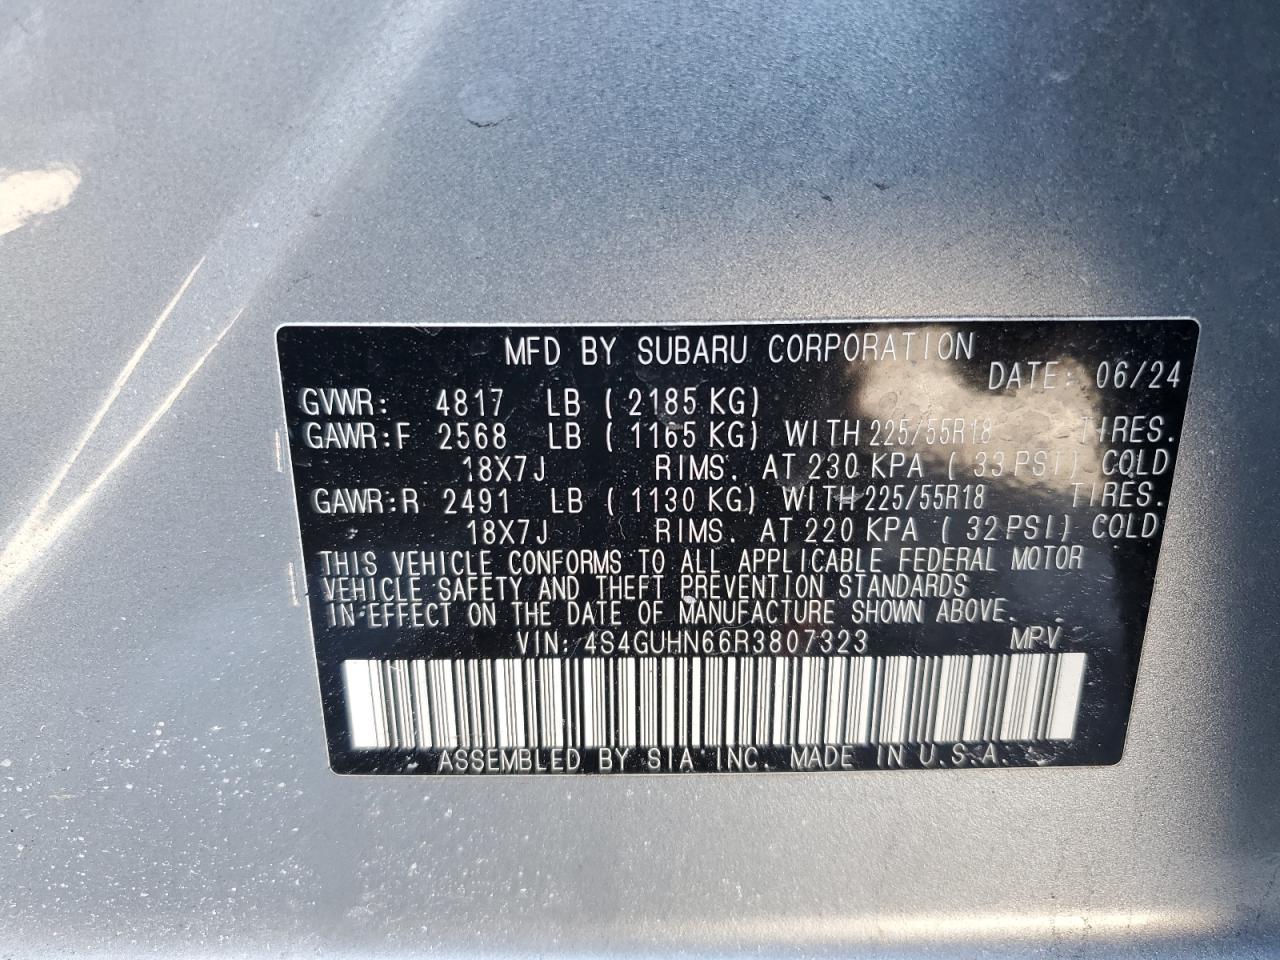 MFD BY SUBARU CORPORATION
DATE: 06/24
GVWR: 4817 LB (2185 KG)
GAWR:F 2568 LB (1165 KG) WITH 225/55R18 TIRES.
18X7J RIMS. AT 230 KPA (33 PSI) COLD
GAWR:R 2491 LB (1130 KG) WITH 225/55R18 TIRES.
18X7J RIMS. AT 220 KPA (32 PSI) COLD
THIS VEHICLE CONFORMS TO ALL APPLICABLE FEDERAL MOTOR
VEHICLE SAFETY AND THEFT PREVENTION STANDARDS
IN EFFECT ON THE DATE OF MANUFACTURE SHOWN ABOVE.
VIN: 4S4GUHN66R3807323 MPV
ASSEMBLED BY SIA INC. MADE IN U.S.A.